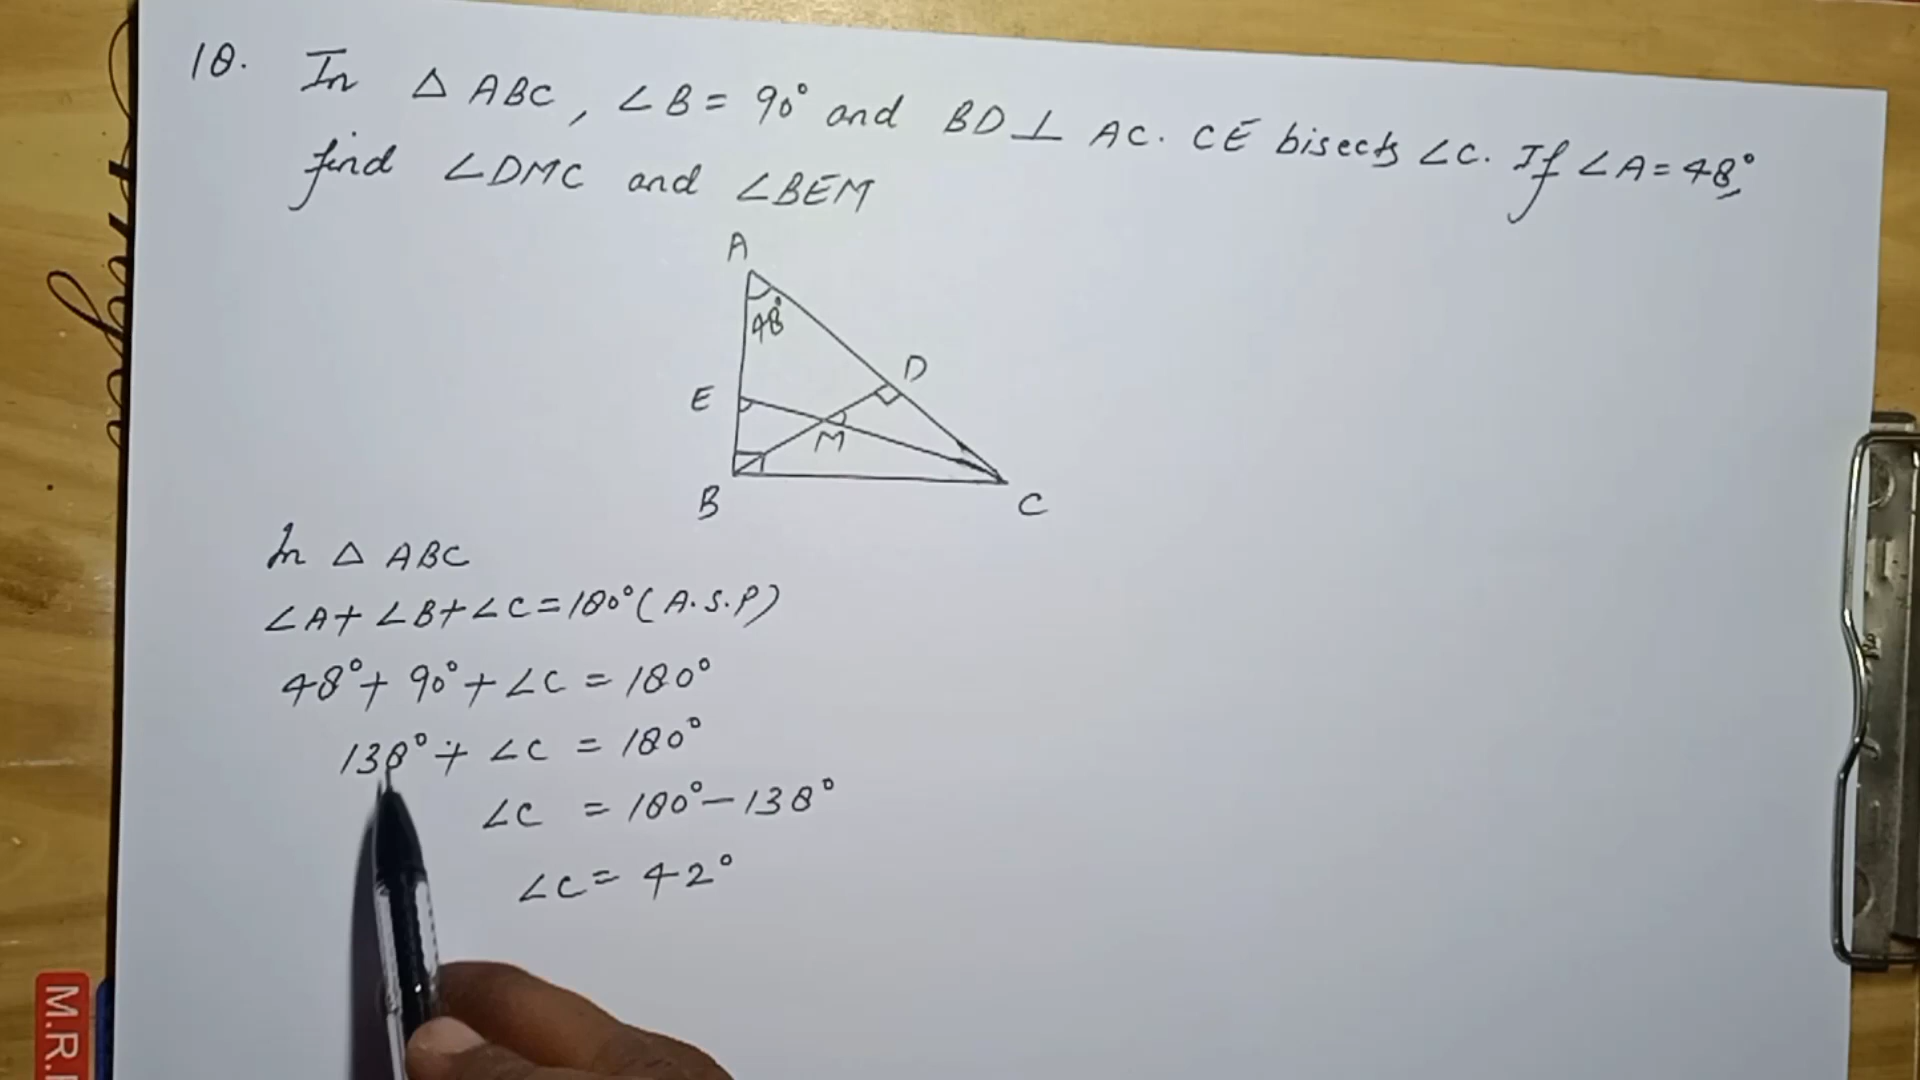 18. In △ ABC, ∠B = 90° and BD ⊥ AC. CE bisects ∠C. If ∠A = 48°,
find ∠DMC and ∠BEM
A
48°
D
E
M
B
C
In △ ABC
∠A + ∠B + ∠C = 180° (A.S.P)
48° + 90° + ∠C = 180°
138° + ∠C = 180°
∠C = 180° – 138°
∠C = 42°